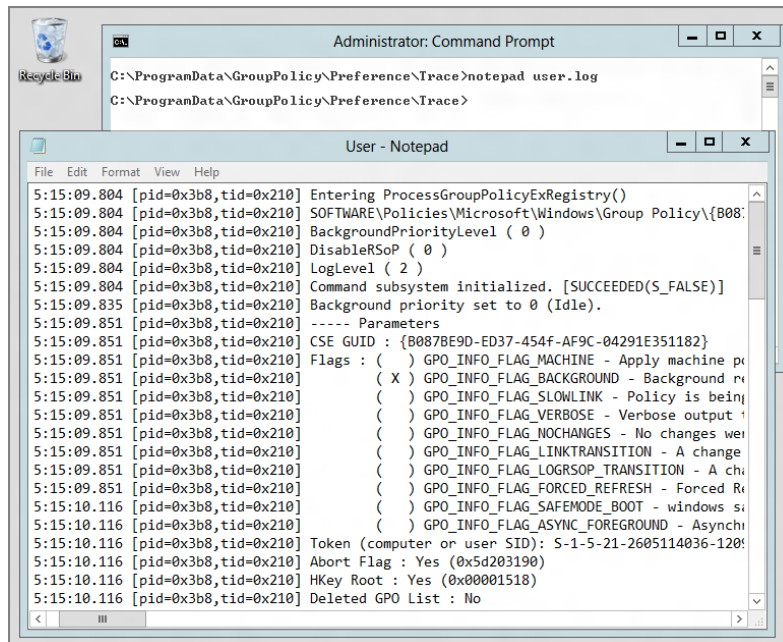 Recycle Bin
Administrator: Command Prompt
C:\ProgramData\GroupPolicy\Preference\Trace>notepad user.log
C:\ProgramData\GroupPolicy\Preference\Trace>
User - Notepad
File Edit Format View Help
5:15:09.804 [pid=0x3b8,tid=0x210] Entering ProcessGroupPolicyExRegistry()
5:15:09.804 [pid=0x3b8,tid=0x210] SOFTWARE\Policies\Microsoft\Windows\Group Policy\{B087
5:15:09.804 [pid=0x3b8,tid=0x210] BackgroundPriorityLevel ( 0 )
5:15:09.804 [pid=0x3b8,tid=0x210] DisableRSoP ( 0 )
5:15:09.804 [pid=0x3b8,tid=0x210] LogLevel ( 2 )
5:15:09.804 [pid=0x3b8,tid=0x210] Command subsystem initialized. [SUCCEEDED(S_FALSE)]
5:15:09.835 [pid=0x3b8,tid=0x210] Background priority set to 0 (Idle).
5:15:09.851 [pid=0x3b8,tid=0x210] ----- Parameters
5:15:09.851 [pid=0x3b8,tid=0x210] CSE GUID : {B087BE9D-ED37-454f-AF9C-04291E351182}
5:15:09.851 [pid=0x3b8,tid=0x210] Flags : ( ) GPO_INFO_FLAG_MACHINE - Apply machine po
5:15:09.851 [pid=0x3b8,tid=0x210] ( X ) GPO_INFO_FLAG_BACKGROUND - Background re
5:15:09.851 [pid=0x3b8,tid=0x210] ( ) GPO_INFO_FLAG_SLOWLINK - Policy is being
5:15:09.851 [pid=0x3b8,tid=0x210] ( ) GPO_INFO_FLAG_VERBOSE - Verbose output t
5:15:09.851 [pid=0x3b8,tid=0x210] ( ) GPO_INFO_FLAG_NOCHANGES - No changes wer
5:15:09.851 [pid=0x3b8,tid=0x210] ( ) GPO_INFO_FLAG_LINKTRANSITION - A change
5:15:09.851 [pid=0x3b8,tid=0x210] ( ) GPO_INFO_FLAG_LOGRSOP_TRANSITION - A cha
5:15:09.851 [pid=0x3b8,tid=0x210] ( ) GPO_INFO_FLAG_FORCED_REFRESH - Forced Re
5:15:10.116 [pid=0x3b8,tid=0x210] ( ) GPO_INFO_FLAG_SAFEMODE_BOOT - windows sa
5:15:10.116 [pid=0x3b8,tid=0x210] ( ) GPO_INFO_FLAG_ASYNC_FOREGROUND - Asynchr
5:15:10.116 [pid=0x3b8,tid=0x210] Token (computer or user SID): S-1-5-21-2605114036-1209
5:15:10.116 [pid=0x3b8,tid=0x210] Abort Flag : Yes (0x5d203190)
5:15:10.116 [pid=0x3b8,tid=0x210] HKey Root : Yes (0x00001518)
5:15:10.116 [pid=0x3b8,tid=0x210] Deleted GPO List : No